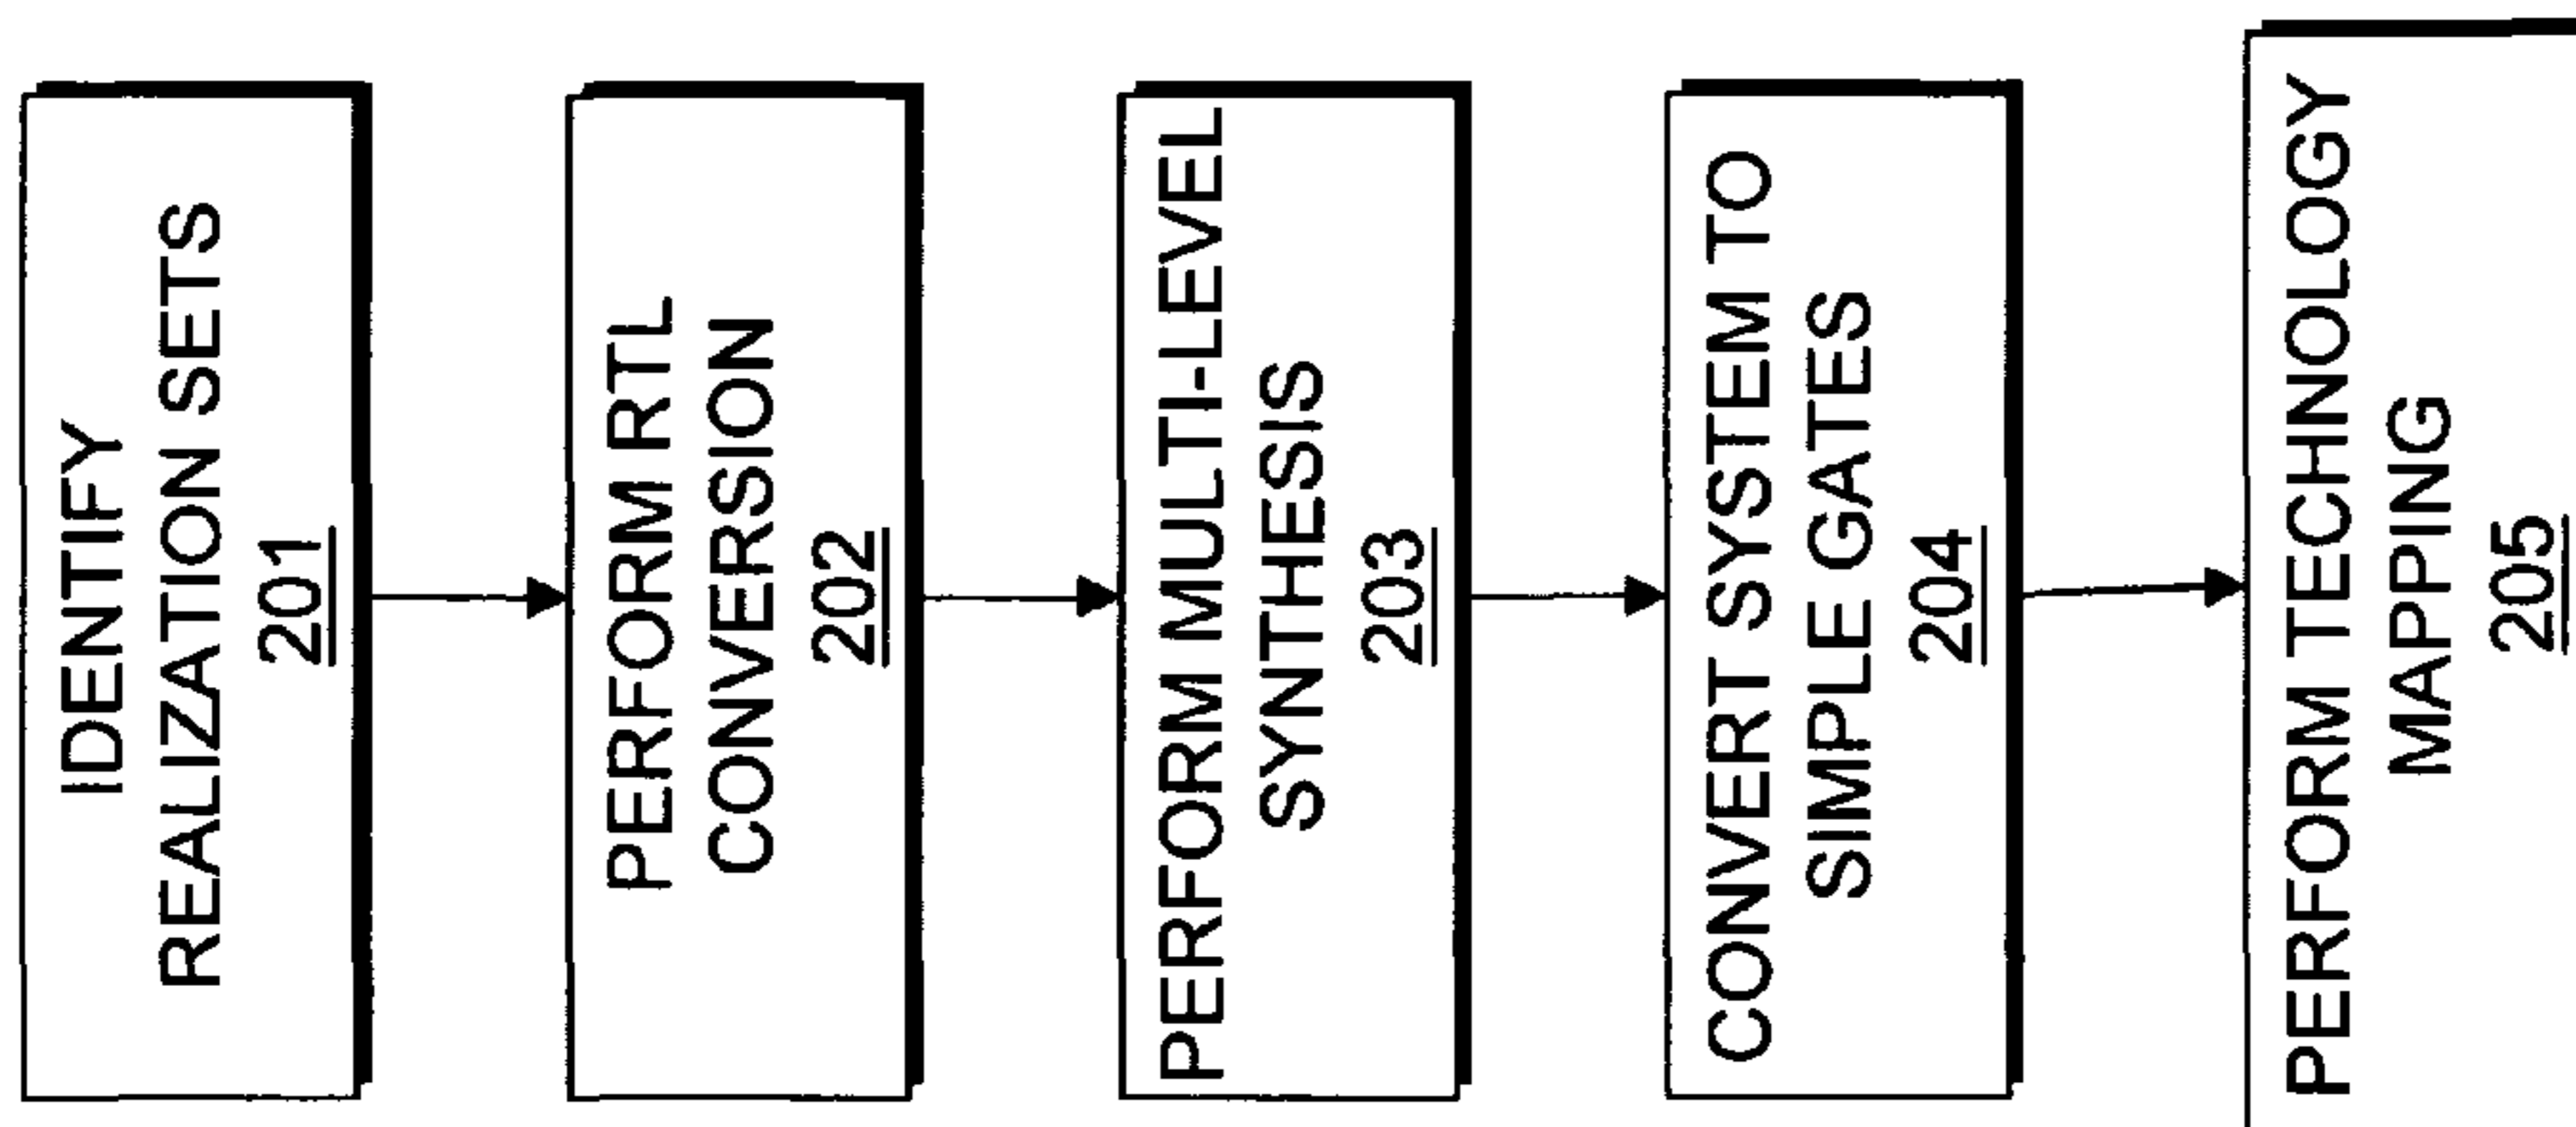 IDENTIFY
REALIZATION SETS
201
PERFORM RTL
CONVERSION
202
PERFORM MULTI-LEVEL
SYNTHESIS
203
CONVERT SYSTEM TO
SIMPLE GATES
204
PERFORM TECHNOLOGY
MAPPING
205